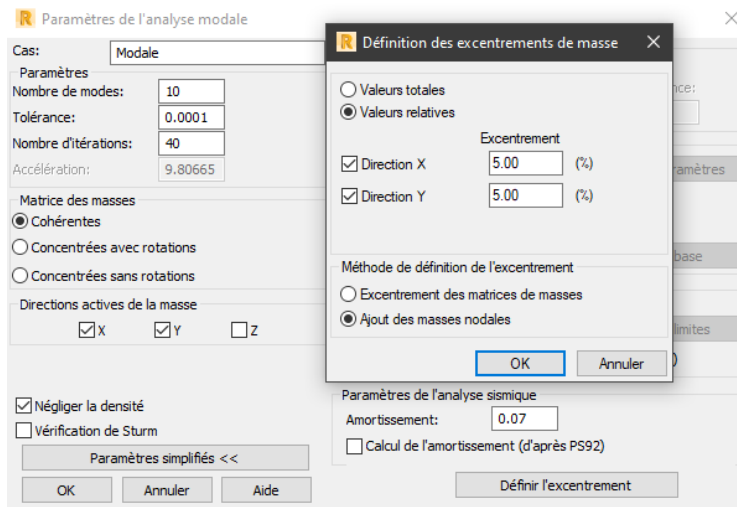 Paramètres de l'analyse modale
Cas:
Modale
Paramètres
Nombre de modes:
10
Tolérance:
0.0001
Nombre d'itérations:
40
Accélération:
9.80665
Matrice des masses
Cohérentes
Concentrées avec rotations
Concentrées sans rotations
Directions actives de la masse
X
Y
Z
Négliger la densité
Vérification de Sturm
Paramètres simplifiés <<
OK
Annuler
Aide
Définition des excentrements de masse
Valeurs totales
Valeurs relatives
Excentrement
Direction X
5.00
(%)
Direction Y
5.00
(%)
Méthode de définition de l'excentrement
Excentrement des matrices de masses
Ajout des masses nodales
OK
Annuler
nce:
ramètres
base
limites
)
Paramètres de l'analyse sismique
Amortissement:
0.07
Calcul de l'amortissement (d'après PS92)
Définir l'excentrement